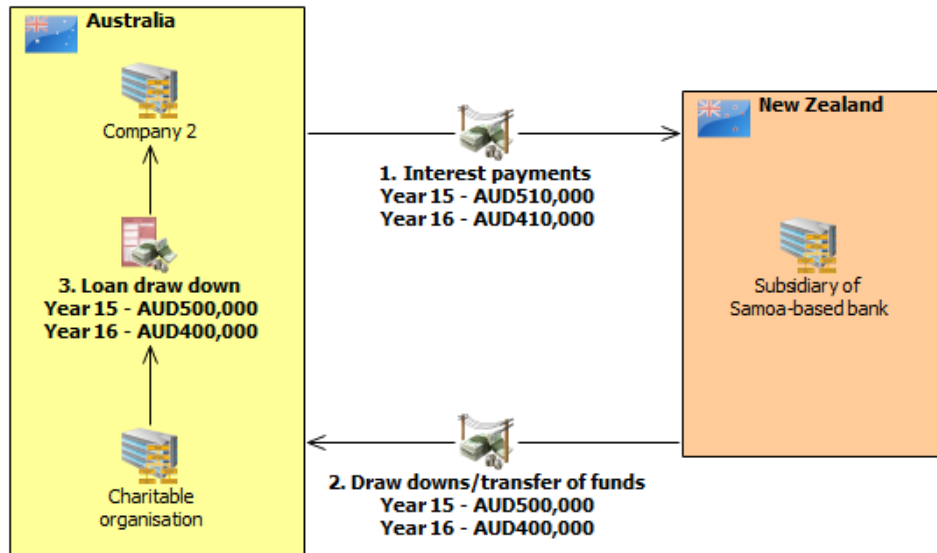 Australia
Company 2
1. Interest payments
Year 15 - AUD510,000
Year 16 - AUD410,000
New Zealand
Subsidiary of
Samoa-based bank
3. Loan draw down
Year 15 - AUD500,000
Year 16 - AUD400,000
Charitable
organisation
2. Draw downs/transfer of funds
Year 15 - AUD500,000
Year 16 - AUD400,000